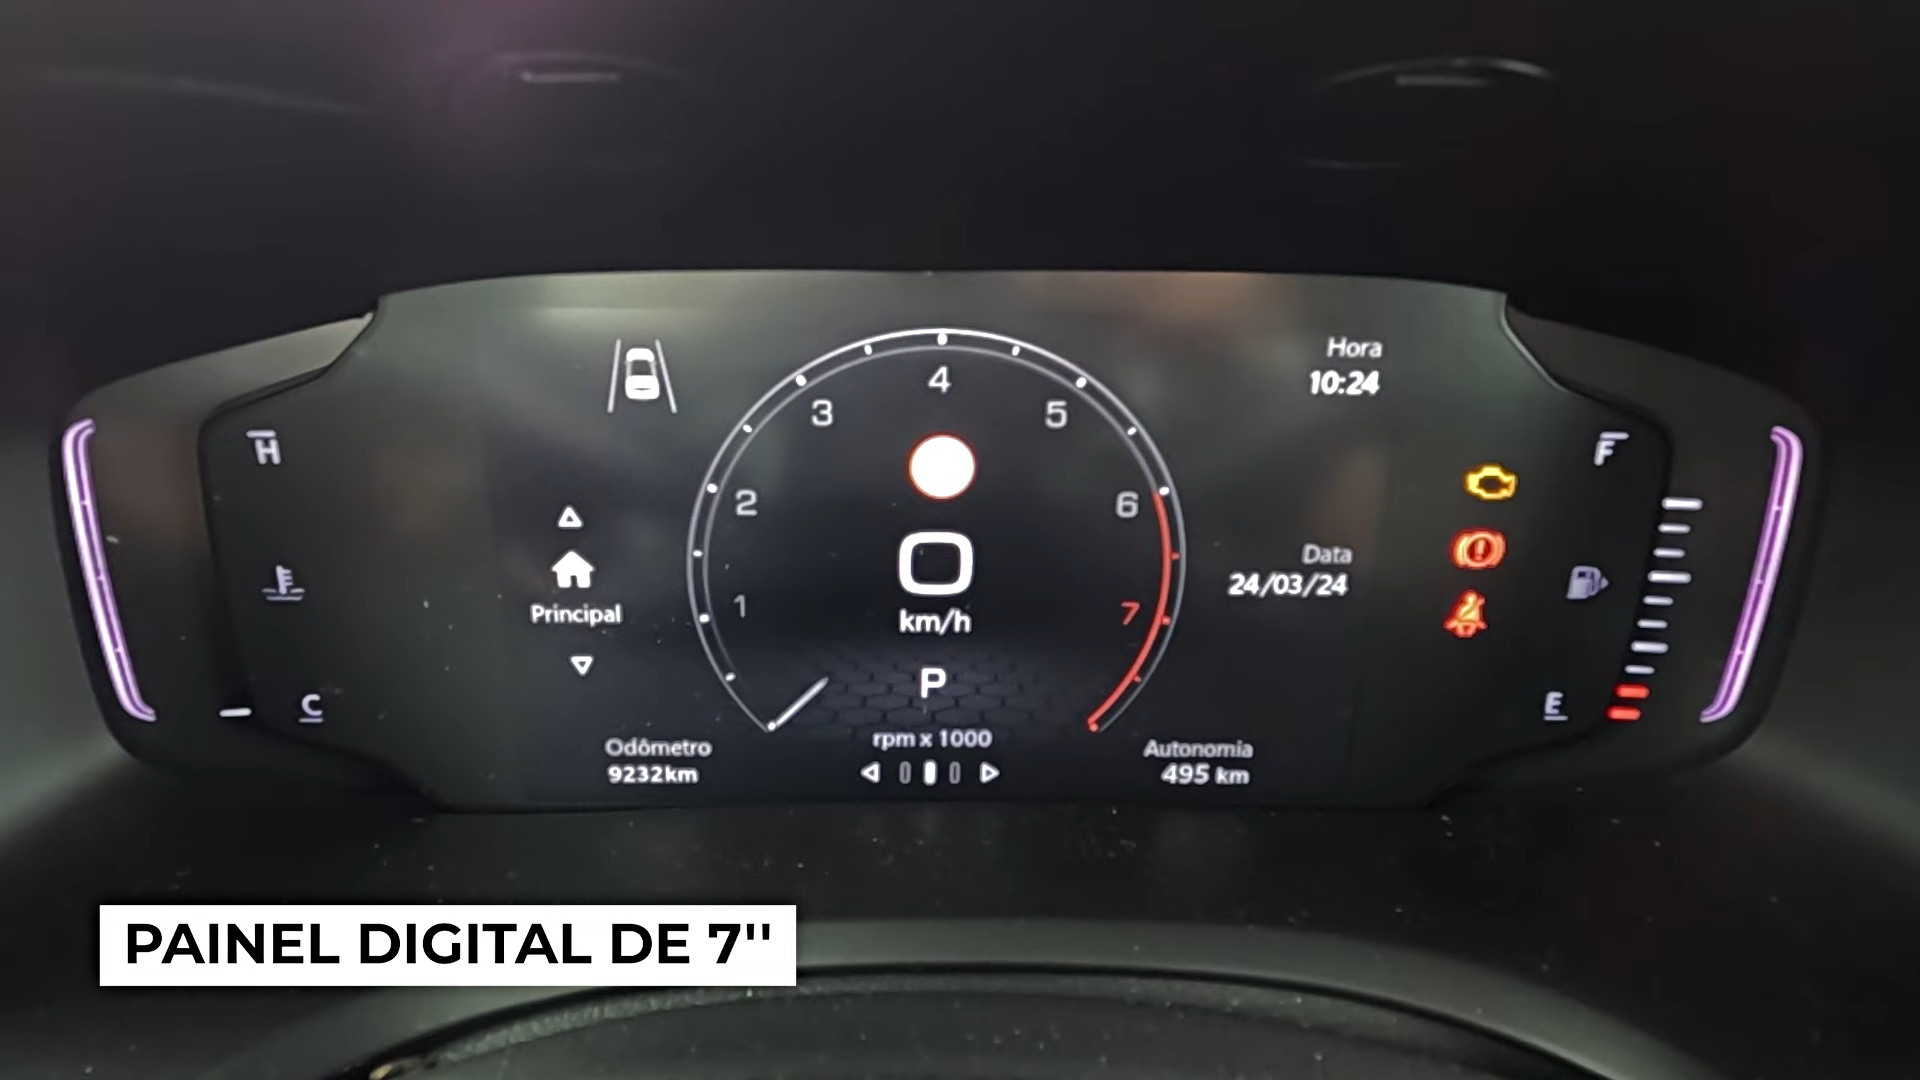 Hora
10:24
H
F
4
3
5
2
6
1
7
0
km/h
Principal
Data
24/03/24
P
C
E
Odômetro
9232km
rpm x 1000
Autonomia
495 km
PAINEL DIGITAL DE 7''